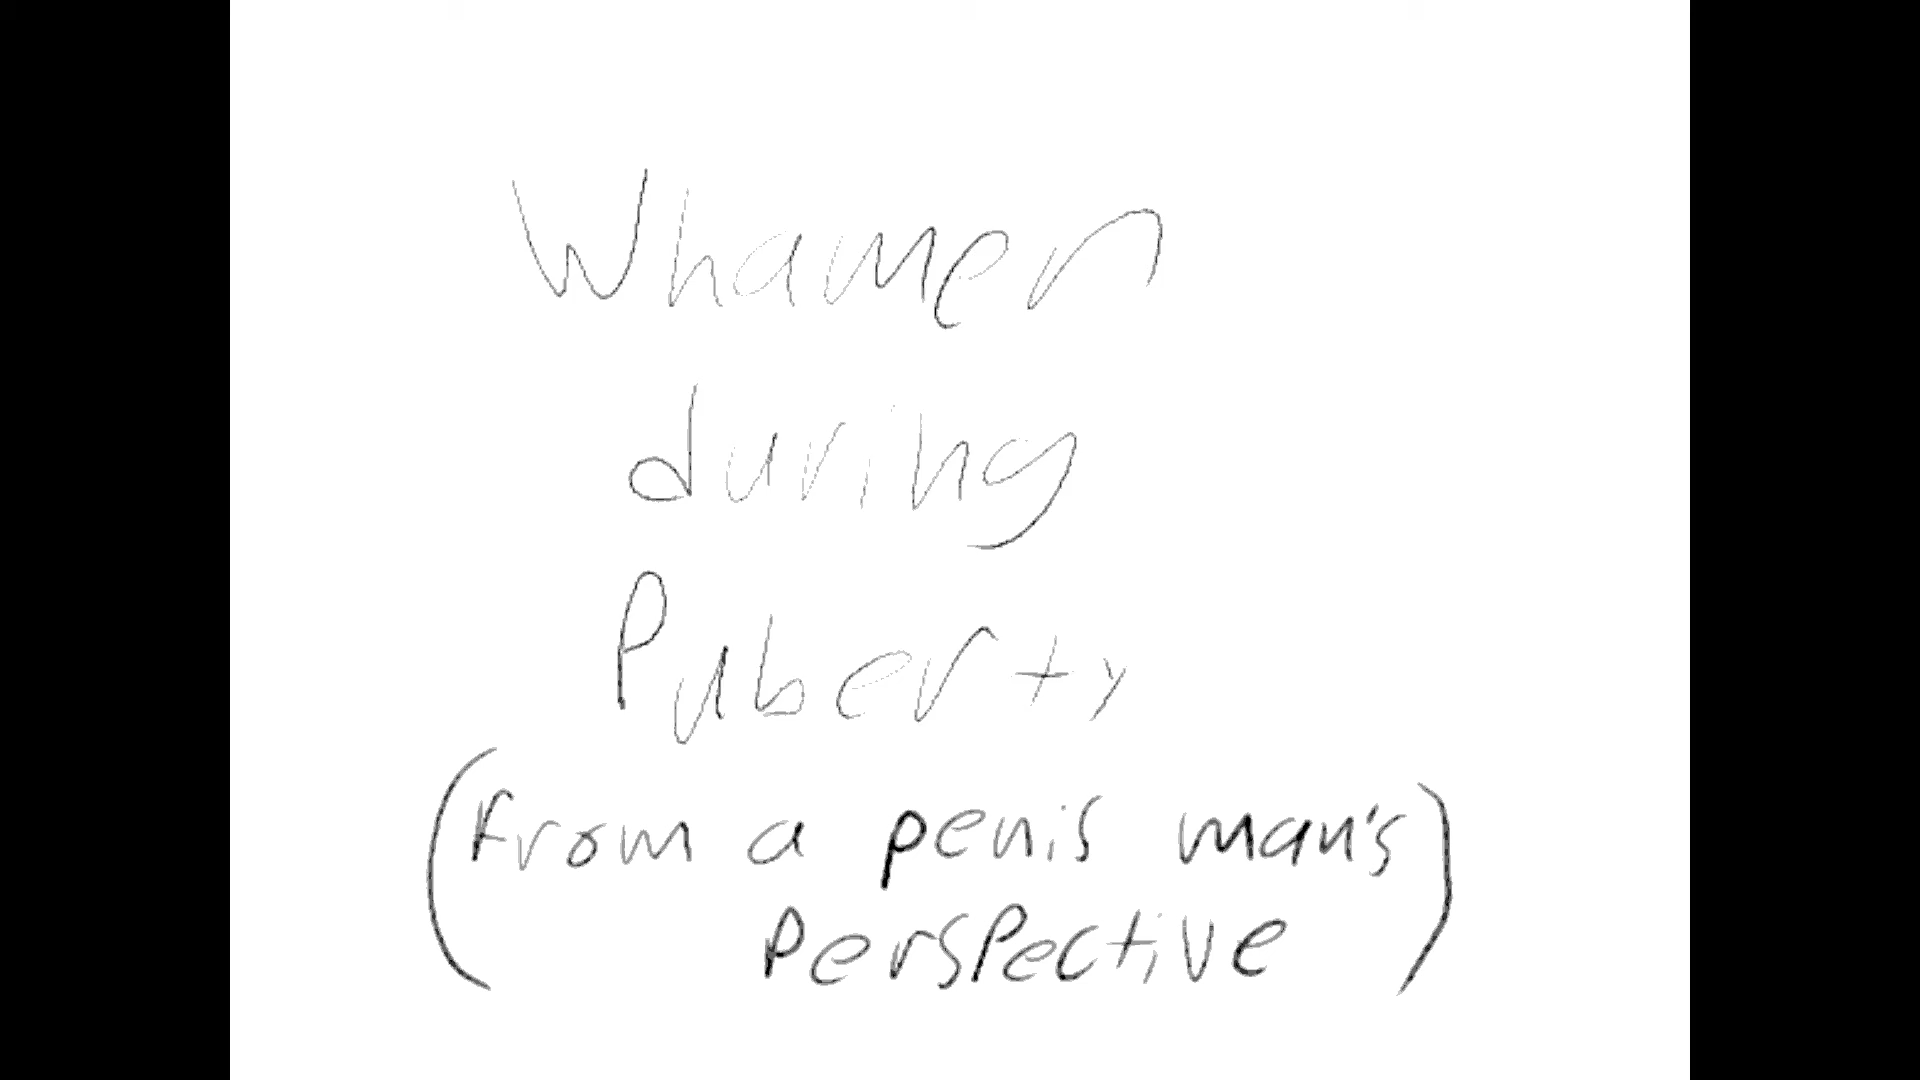 Whamen
during
Puberty
(From a penis man's
perspective)